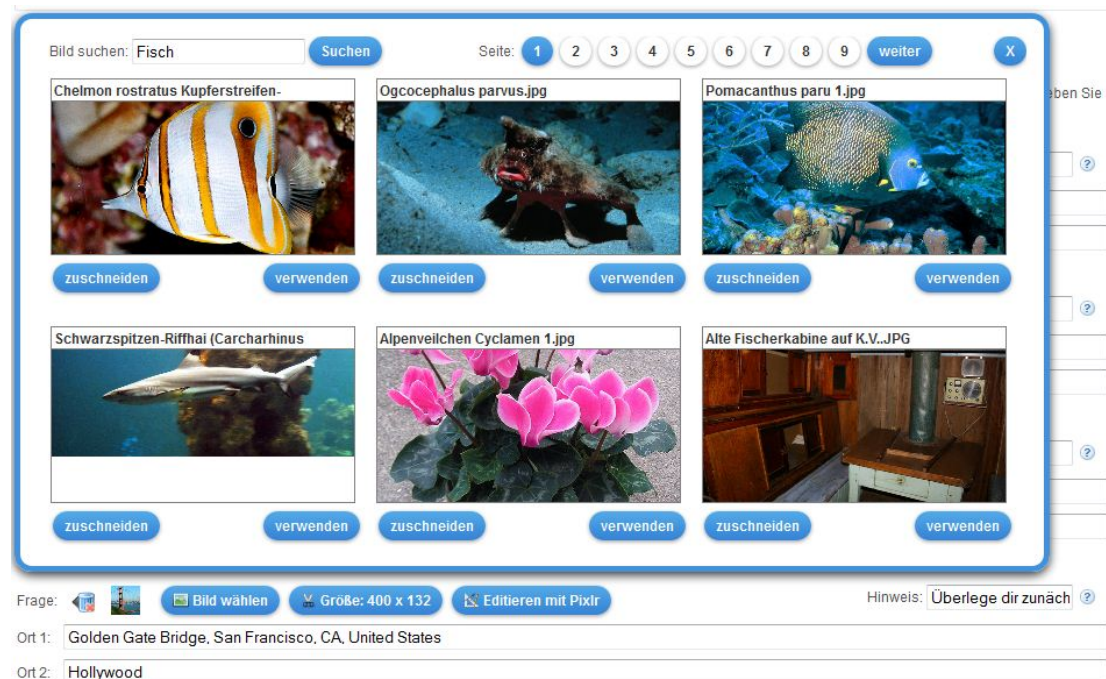 Bild suchen: Fisch Suchen Seite: 1 2 3 4 5 6 7 8 9 weiter X
Chelmon rostratus Kupferstreifen- Ogcocephalus parvus.jpg Pomacanthus paru 1.jpg
eben Sie
zuschneiden verwenden zuschneiden verwenden zuschneiden verwenden
Schwarzspitzen-Riffhai (Carcharhinus Alpenveilchen Cyclamen 1.jpg Alte Fischerkabine auf K.V..JPG
zuschneiden verwenden zuschneiden verwenden zuschneiden verwenden
Frage: Bild wählen Größe: 400 x 132 Editieren mit Pixlr Hinweis: Überlege dir zunäch
Ort 1: Golden Gate Bridge, San Francisco, CA, United States
Ort 2: Hollywood